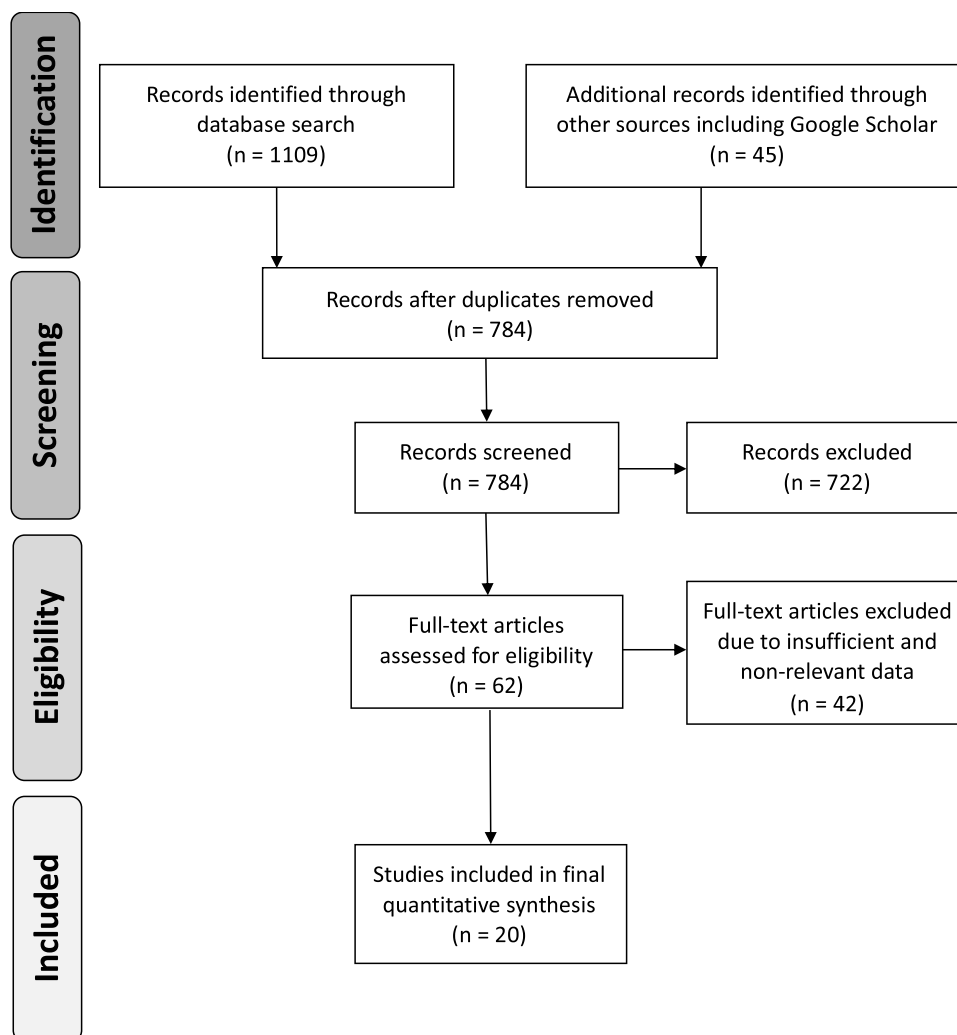 Identification
Records identified through
database search
(n = 1109)
Additional records identified through
other sources including Google Scholar
(n = 45)
Screening
Records after duplicates removed
(n = 784)
Records screened
(n = 784)
Records excluded
(n = 722)
Eligibility
Full-text articles
assessed for eligibility
(n = 62)
Full-text articles excluded
due to insufficient and
non-relevant data
(n = 42)
Included
Studies included in final
quantitative synthesis
(n = 20)